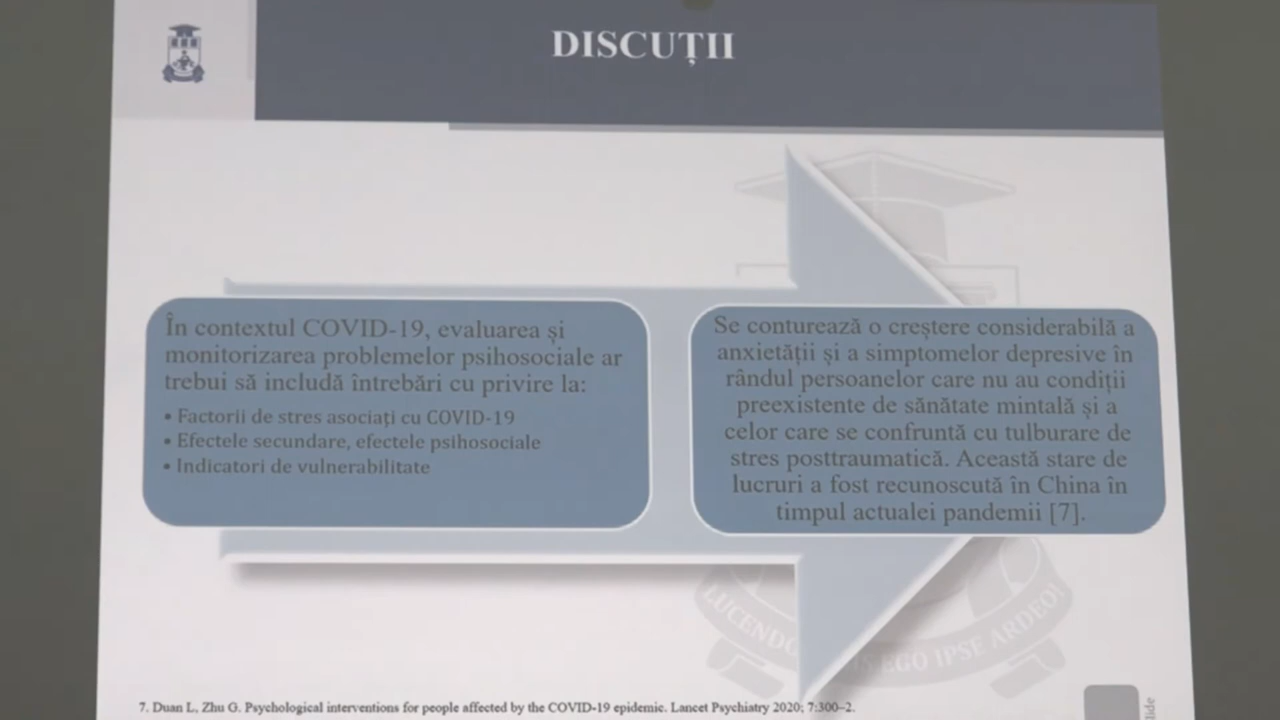 DISCUȚII
În contextul COVID-19, evaluarea și
monitorizarea problemelor psihosociale ar
trebui să includă întrebări cu privire la:
• Factorii de stres asociați cu COVID-19
• Efectele secundare, efectele psihosociale
• Indicatori de vulnerabilitate
Se conturează o creștere considerabilă a
anxietății și a simptomelor depresive în
rândul persoanelor care nu au condiții
preexistente de sănătate mintală și a
celor care se confruntă cu tulburare de
stres posttraumatică. Această stare de
lucruri a fost recunoscută în China în
timpul actualei pandemii [7].
LUCENDO EGO IPSE ARDEO!
7. Duan L, Zhu G. Psychological interventions for people affected by the COVID-19 epidemic. Lancet Psychiatry 2020; 7:300–2.